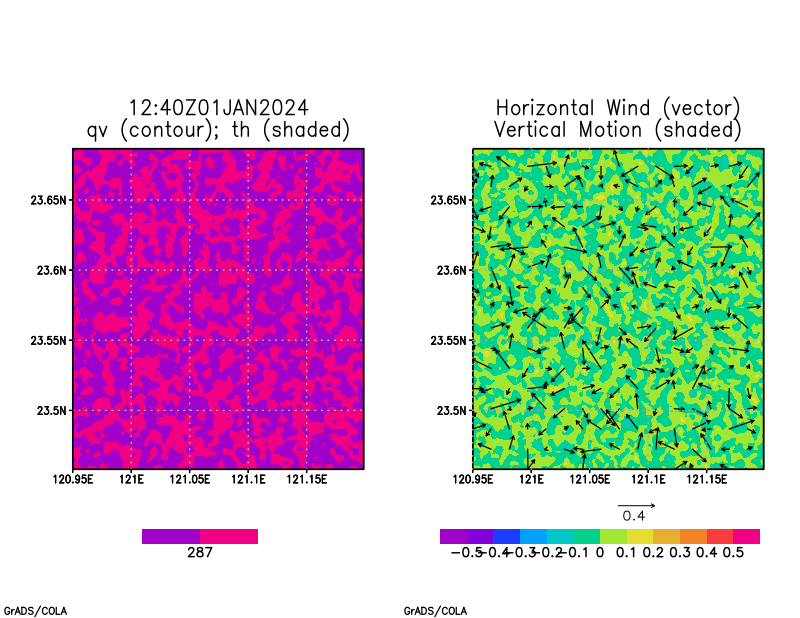 12:40Z01JAN2024
qv (contour); th (shaded)
23.65N
23.6N
23.55N
23.5N
120.95E 121E 121.05E 121.1E 121.15E
287
GrADS/COLA
Horizontal Wind (vector)
Vertical Motion (shaded)
23.65N
23.6N
23.55N
23.5N
120.95E 121E 121.05E 121.1E 121.15E
0.4
-0.5 -0.4 -0.3 -0.2 -0.1 0 0.1 0.2 0.3 0.4 0.5
GrADS/COLA